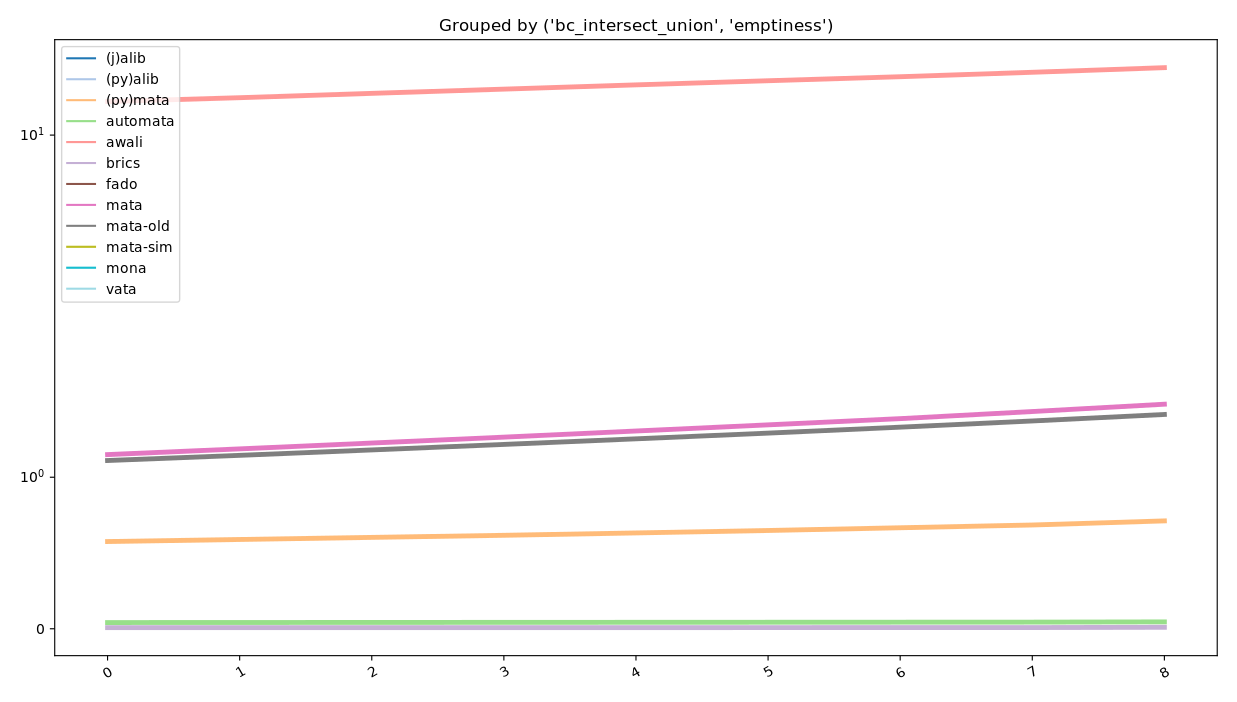 Grouped by ('bc_intersect_union', 'emptiness')
(j)alib
(py)alib
(py)mata
automata
awali
brics
fado
mata
mata-old
mata-sim
mona
vata
10¹
10⁰
0
0 1 2 3 4 5 6 7 8